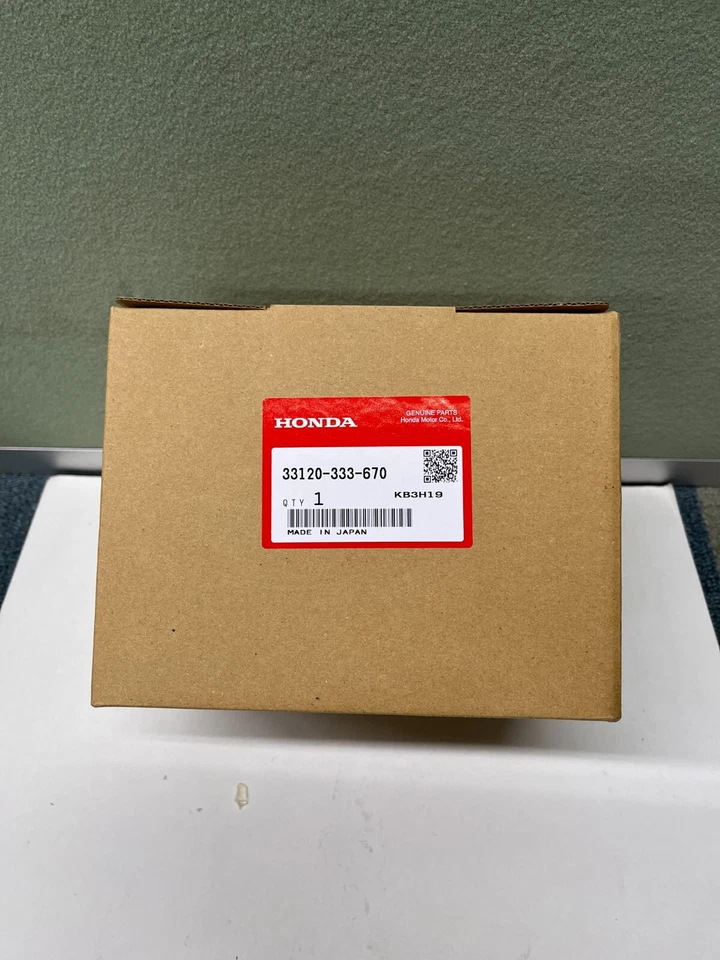 HONDA
GENUINE PARTS
Honda Motor Co., Ltd.
33120-333-670
QTY 1
KB3H19
MADE IN JAPAN